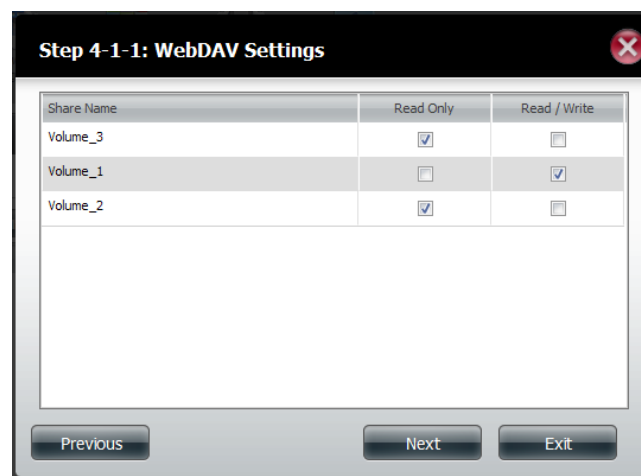 Step 4-1-1: WebDAV Settings
Share Name Read Only Read / Write
Volume_3
Volume_1
Volume_2
Previous Next Exit